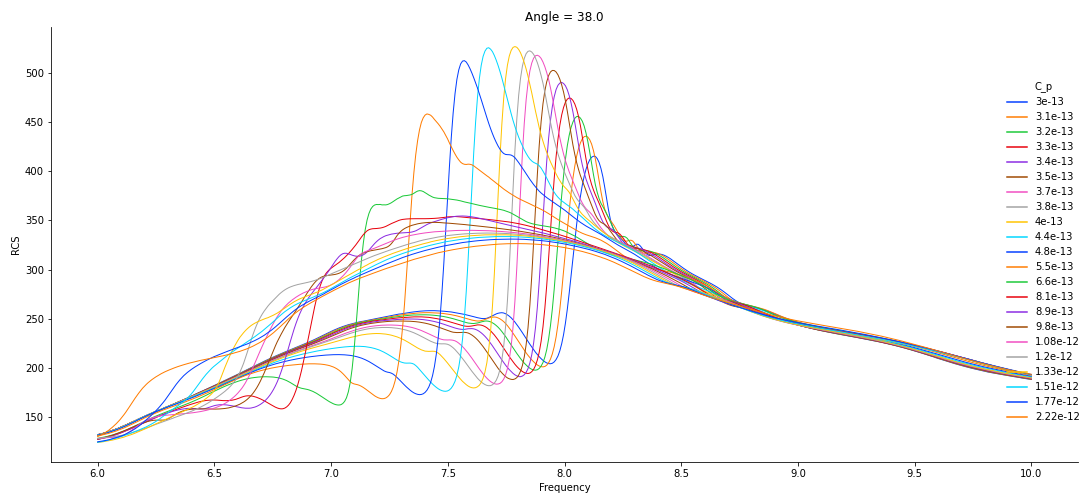 Angle = 38.0
RCS
500
450
400
350
300
250
200
150
6.0 6.5 7.0 7.5 8.0 8.5 9.0 9.5 10.0
Frequency
C_p
3e-13
3.1e-13
3.2e-13
3.3e-13
3.4e-13
3.5e-13
3.7e-13
3.8e-13
4e-13
4.4e-13
4.8e-13
5.5e-13
6.6e-13
8.1e-13
8.9e-13
9.8e-13
1.08e-12
1.2e-12
1.33e-12
1.51e-12
1.77e-12
2.22e-12